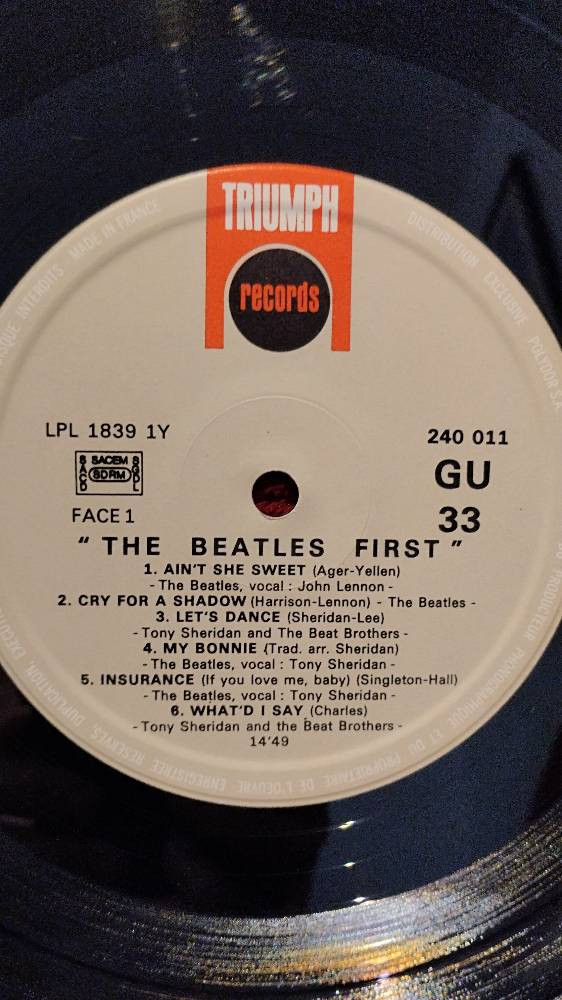 TRIUMPH
records
MADE IN FRANCE
DISTRIBUTION EXCLUSIVE POLYDOR S.A
LPL 1839 1Y
240 011
SACEM
SACD
SDRM
SGDL
GU
FACE 1
33
“THE BEATLES FIRST”
1. AIN'T SHE SWEET (Ager-Yellen)
- The Beatles, vocal : John Lennon -
2. CRY FOR A SHADOW (Harrison-Lennon) - The Beatles -
3. LET'S DANCE (Sheridan-Lee)
- Tony Sheridan and The Beat Brothers -
4. MY BONNIE (Trad. arr. Sheridan)
- The Beatles, vocal : Tony Sheridan -
5. INSURANCE (If you love me, baby) (Singleton-Hall)
- The Beatles, vocal : Tony Sheridan -
6. WHAT'D I SAY (Charles)
- Tony Sheridan and the Beat Brothers -
14'49
DU PRODUCTEUR PHONOGRAPHIQUE ET DU PROPRIETAIRE DE L'OEUVRE ENREGISTREE RESERVES. DUPLICATION, EXECUTION
INTERDITS